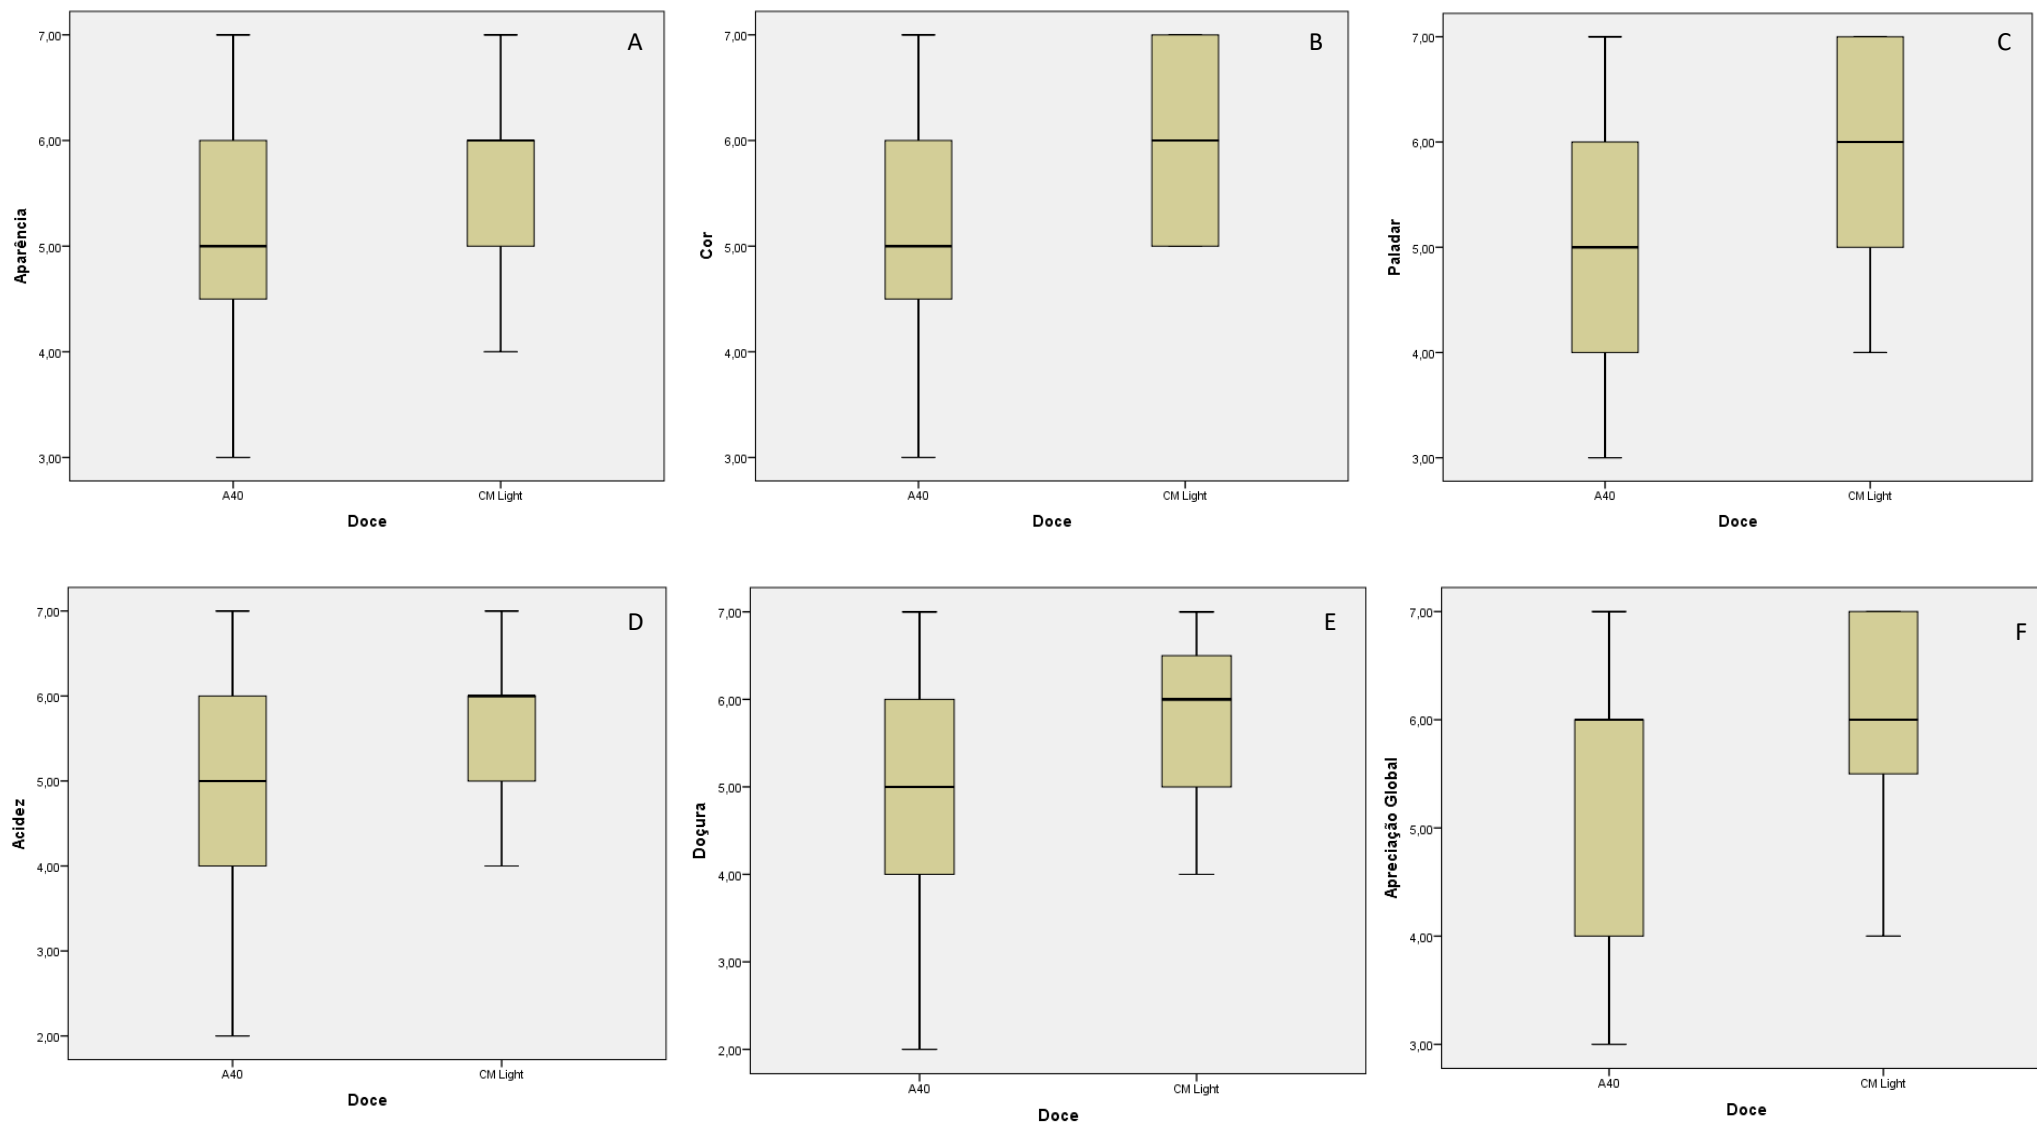 A
Aparência
7,00
6,00
5,00
4,00
3,00
A40 CM Light
Doce
B
Cor
7,00
6,00
5,00
4,00
3,00
A40 CM Light
Doce
C
Paladar
7,00
6,00
5,00
4,00
3,00
A40 CM Light
Doce
D
Acidez
7,00
6,00
5,00
4,00
3,00
2,00
A40 CM Light
Doce
E
Doçura
7,00
6,00
5,00
4,00
3,00
2,00
A40 CM Light
Doce
F
Apreciação Global
7,00
6,00
5,00
4,00
3,00
A40 CM Light
Doce